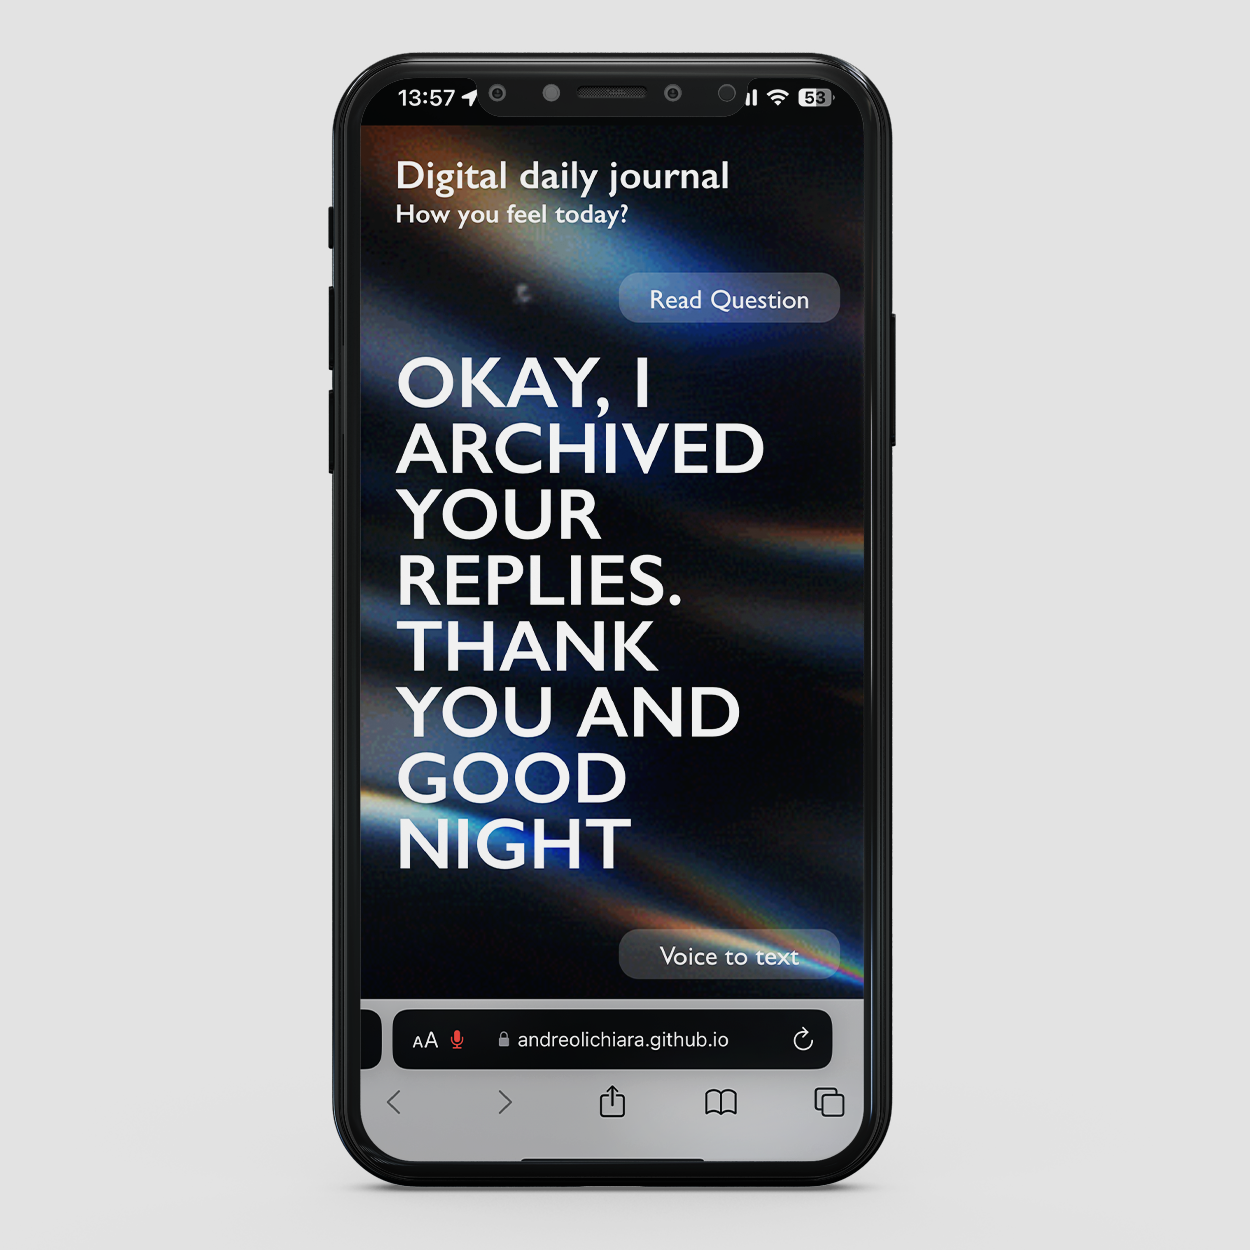 13:57
53
Digital daily journal
How you feel today?
Read Question
OKAY, I
ARCHIVED
YOUR
REPLIES.
THANK
YOU AND
GOOD
NIGHT
Voice to text
AA
andreolichiara.github.io